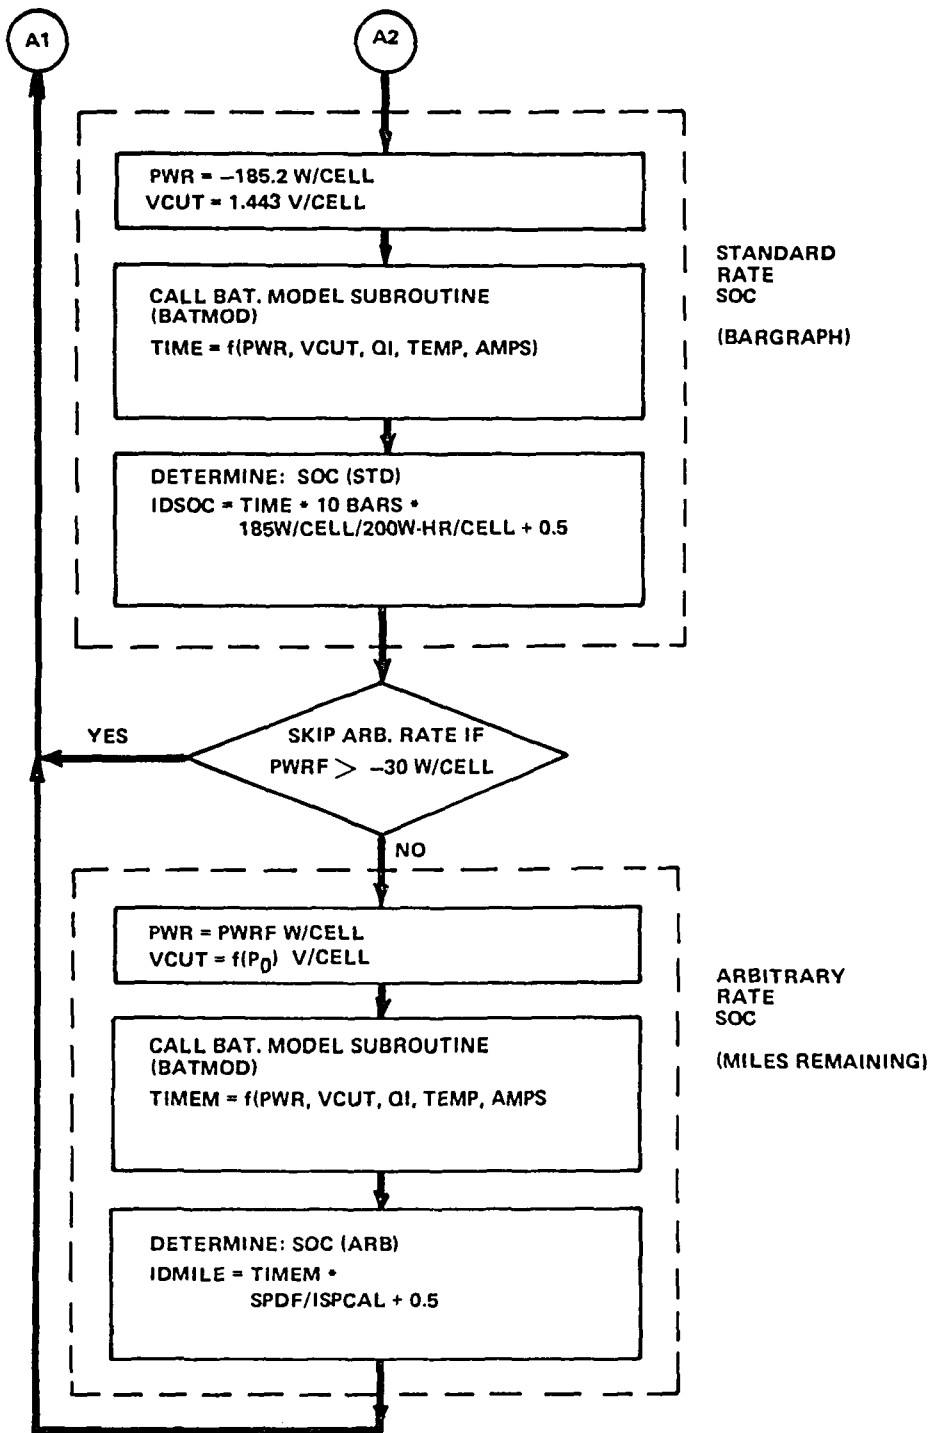 A1
A2
PWR = –185.2 W/CELL
VCUT = 1.443 V/CELL
CALL BAT. MODEL SUBROUTINE
(BATMOD)
TIME = f(PWR, VCUT, QI, TEMP, AMPS)
DETERMINE: SOC (STD)
IDSOC = TIME * 10 BARS *
185W/CELL/200W-HR/CELL + 0.5
STANDARD
RATE
SOC
(BARGRAPH)
SKIP ARB. RATE IF
PWRF > –30 W/CELL
YES
NO
PWR = PWRF W/CELL
VCUT = f(P0) V/CELL
CALL BAT. MODEL SUBROUTINE
(BATMOD)
TIMEM = f(PWR, VCUT, QI, TEMP, AMPS
DETERMINE: SOC (ARB)
IDMILE = TIMEM *
SPDF/ISPCAL + 0.5
ARBITRARY
RATE
SOC
(MILES REMAINING)